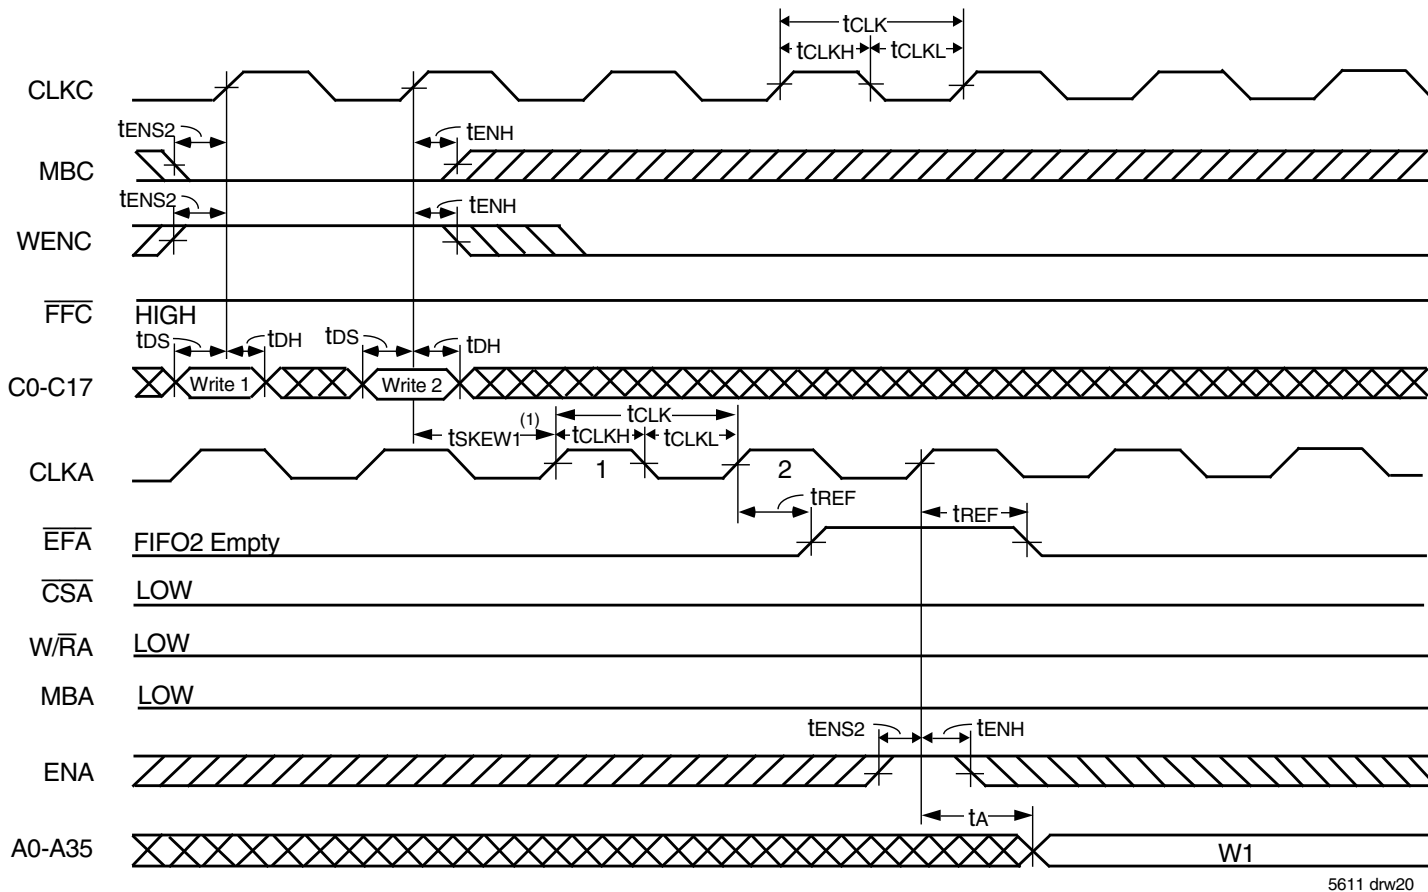 tCLK
tCLKH tCLKL
CLKC
tENS2 tENH
MBC
tENS2 tENH
WENC
FFC HIGH
tDS tDH tDS tDH
C0-C17 Write 1 Write 2
tSKEW1(1) tCLK
tCLKH tCLKL
CLKA 1 2
tREF tREF
EFA FIFO2 Empty
CSA LOW
W/RA LOW
MBA LOW
tENS2 tENH
ENA
tA
A0-A35 W1
5611 drw20